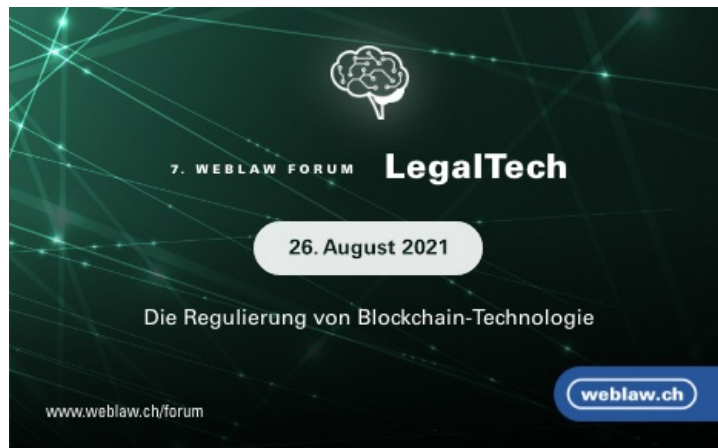 7. WEBLAW FORUM LegalTech
26. August 2021
Die Regulierung von Blockchain-Technologie
weblaw.ch
www.weblaw.ch/forum